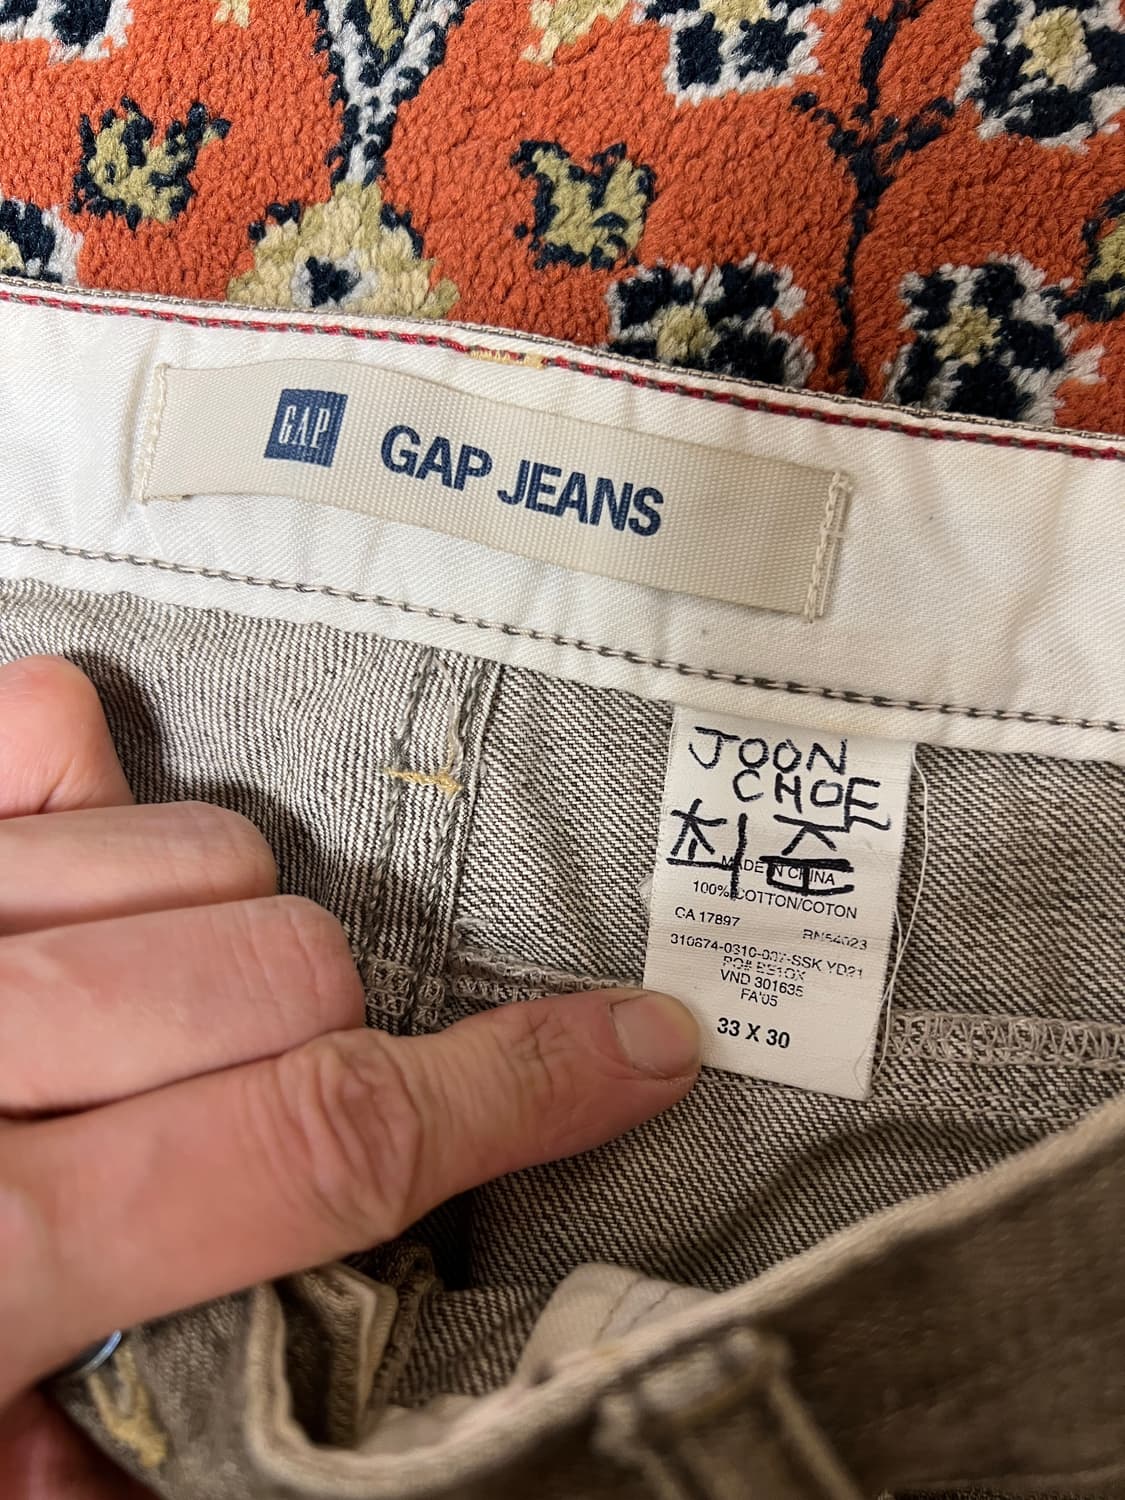 GAP
GAP JEANS
JOON
CHOE
최 준
MADE IN CHINA
100% COTTON/COTON
CA 17897
RN54023
VND 301635
FA'05
33 X 30